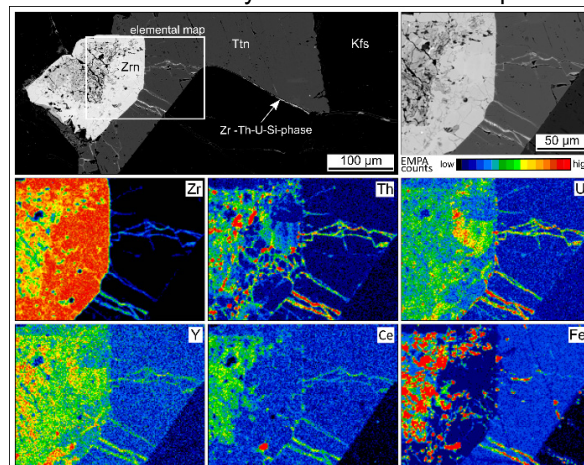 elemental map
Ttn
Kfs
Zrn
Zr -Th-U-Si-phase
100 µm
50 µm
EMPA
counts
low
high
Zr
Th
U
Y
Ce
Fe